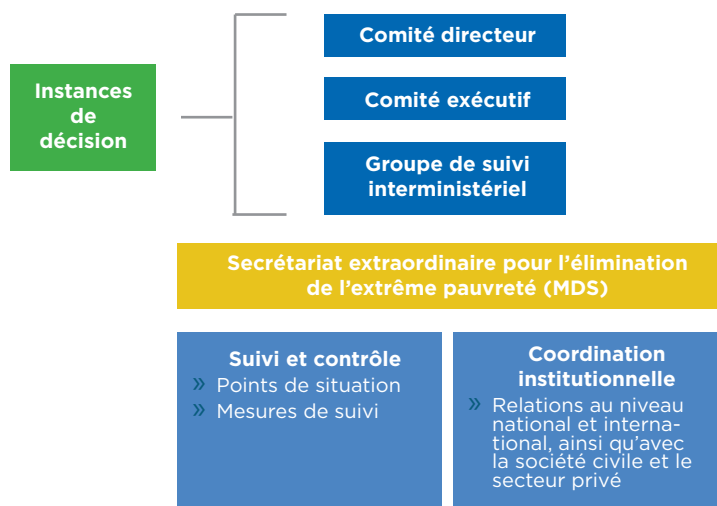 Comité directeur
Instances
de
décision
Comité exécutif
Groupe de suivi
interministériel
Secrétariat extraordinaire pour l’élimination
de l’extrême pauvreté (MDS)
Suivi et contrôle
» Points de situation
» Mesures de suivi
Coordination
institutionnelle
» Relations au niveau
national et interna-
tional, ainsi qu’avec
la société civile et le
secteur privé